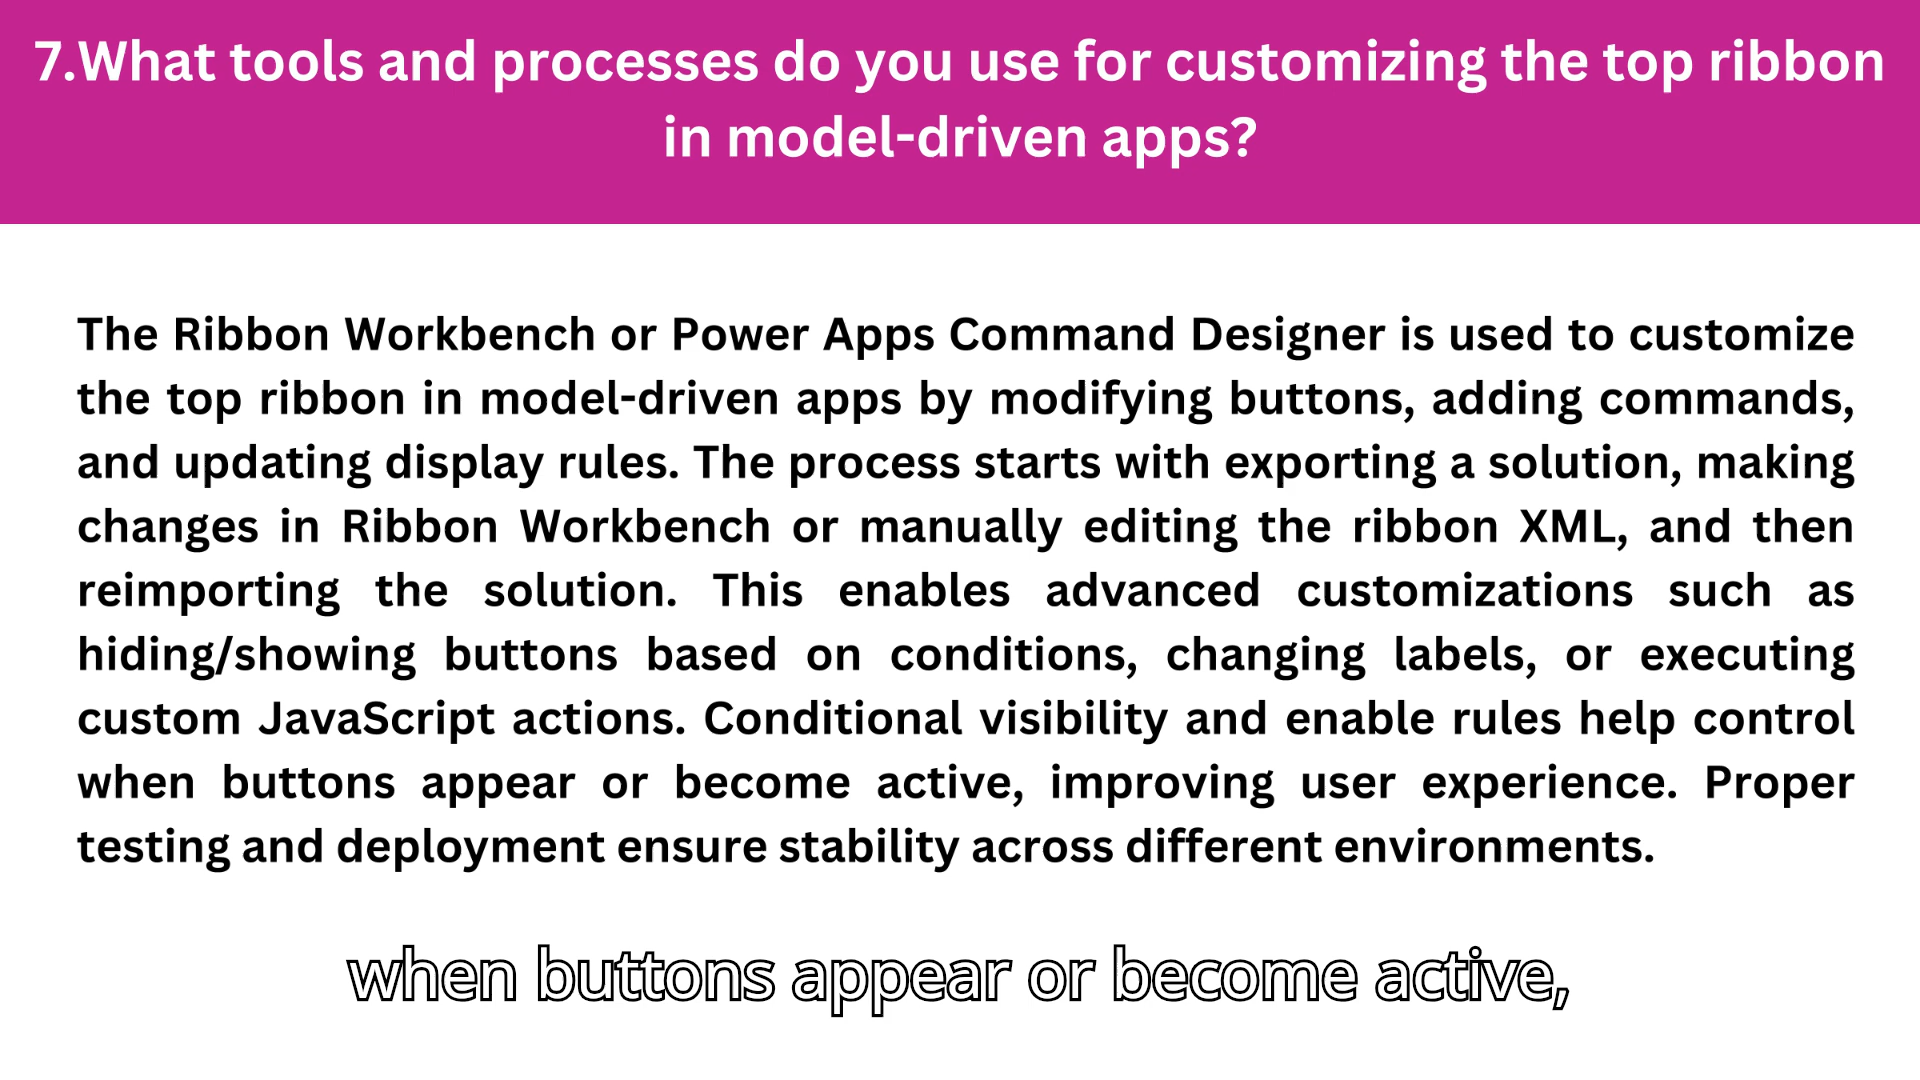 7.What tools and processes do you use for customizing the top ribbon
in model-driven apps?
The Ribbon Workbench or Power Apps Command Designer is used to customize
the top ribbon in model-driven apps by modifying buttons, adding commands,
and updating display rules. The process starts with exporting a solution, making
changes in Ribbon Workbench or manually editing the ribbon XML, and then
reimporting the solution. This enables advanced customizations such as
hiding/showing buttons based on conditions, changing labels, or executing
custom JavaScript actions. Conditional visibility and enable rules help control
when buttons appear or become active, improving user experience. Proper
testing and deployment ensure stability across different environments.
when buttons appear or become active,